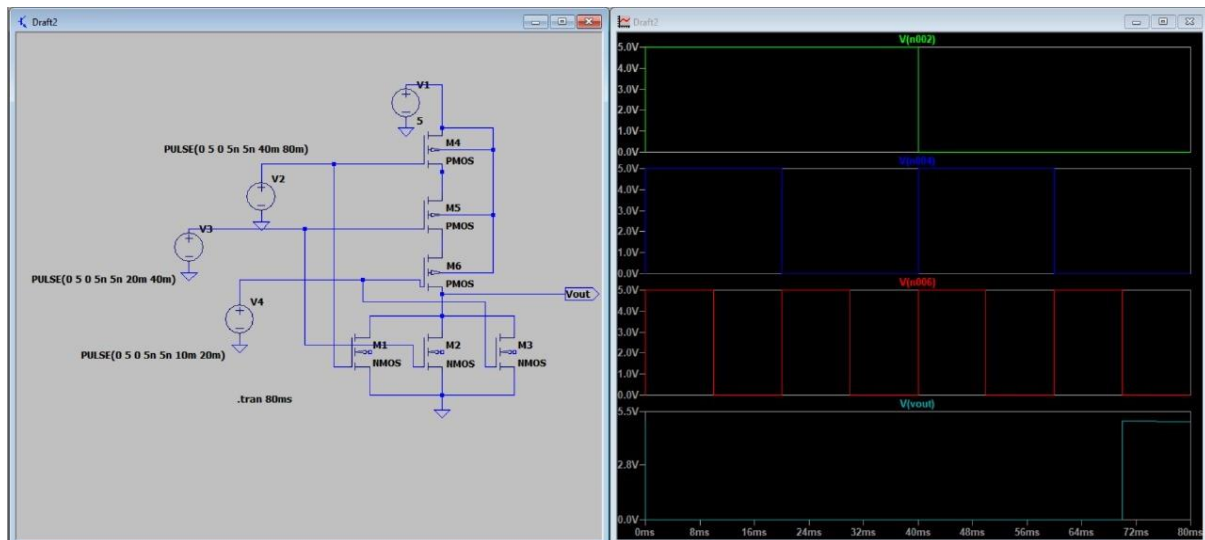 Draft2
V1
5
M4
PMOS
PULSE(0 5 0 5n 5n 40m 80m)
V2
M5
PMOS
V3
M6
PMOS
PULSE(0 5 0 5n 5n 20m 40m)
V4
Vout
M1
M2
M3
NMOS
NMOS
NMOS
PULSE(0 5 0 5n 5n 10m 20m)
.tran 80ms
Draft2
V(n002)
5.0V
4.0V
3.0V
2.0V
1.0V
0.0V
V(n004)
5.0V
4.0V
3.0V
2.0V
1.0V
0.0V
V(n006)
5.0V
4.0V
3.0V
2.0V
1.0V
0.0V
V(vout)
5.5V
2.8V
0.0V
0ms 8ms 16ms 24ms 32ms 40ms 48ms 56ms 64ms 72ms 80ms